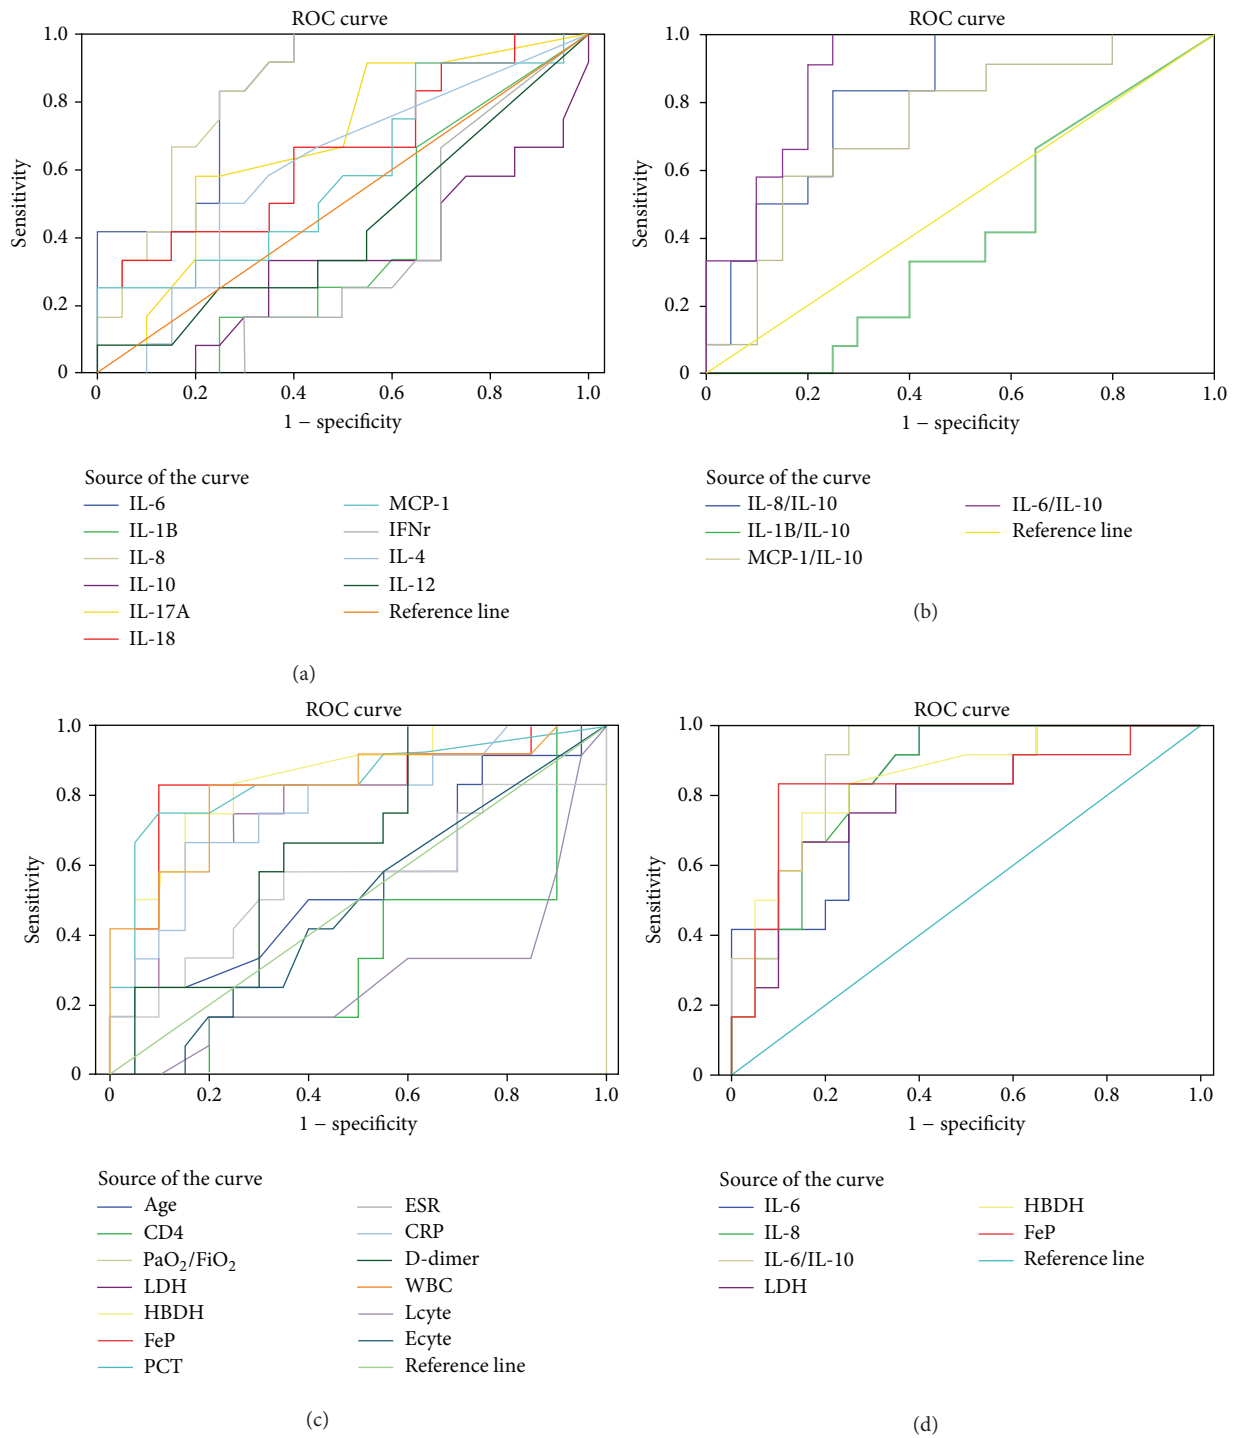 ROC curve
1.0
0.8
0.6
0.4
0.2
0
Sensitivity
0 0.2 0.4 0.6 0.8 1.0
1 − specificity
Source of the curve
IL-6
IL-1B
IL-8
IL-10
IL-17A
IL-18
MCP-1
IFNr
IL-4
IL-12
Reference line
(a)
ROC curve
1.0
0.8
0.6
0.4
0.2
0
Sensitivity
0 0.2 0.4 0.6 0.8 1.0
1 − specificity
Source of the curve
IL-8/IL-10
IL-1B/IL-10
MCP-1/IL-10
IL-6/IL-10
Reference line
(b)
ROC curve
1.0
0.8
0.6
0.4
0.2
0
Sensitivity
0 0.2 0.4 0.6 0.8 1.0
1 − specificity
Source of the curve
Age
CD4
PaO₂/FiO₂
LDH
HBDH
FeP
PCT
ESR
CRP
D-dimer
WBC
Lcyte
Ecyte
Reference line
(c)
ROC curve
1.0
0.8
0.6
0.4
0.2
0
Sensitivity
0 0.2 0.4 0.6 0.8 1.0
1 − specificity
Source of the curve
IL-6
IL-8
IL-6/IL-10
LDH
HBDH
FeP
Reference line
(d)